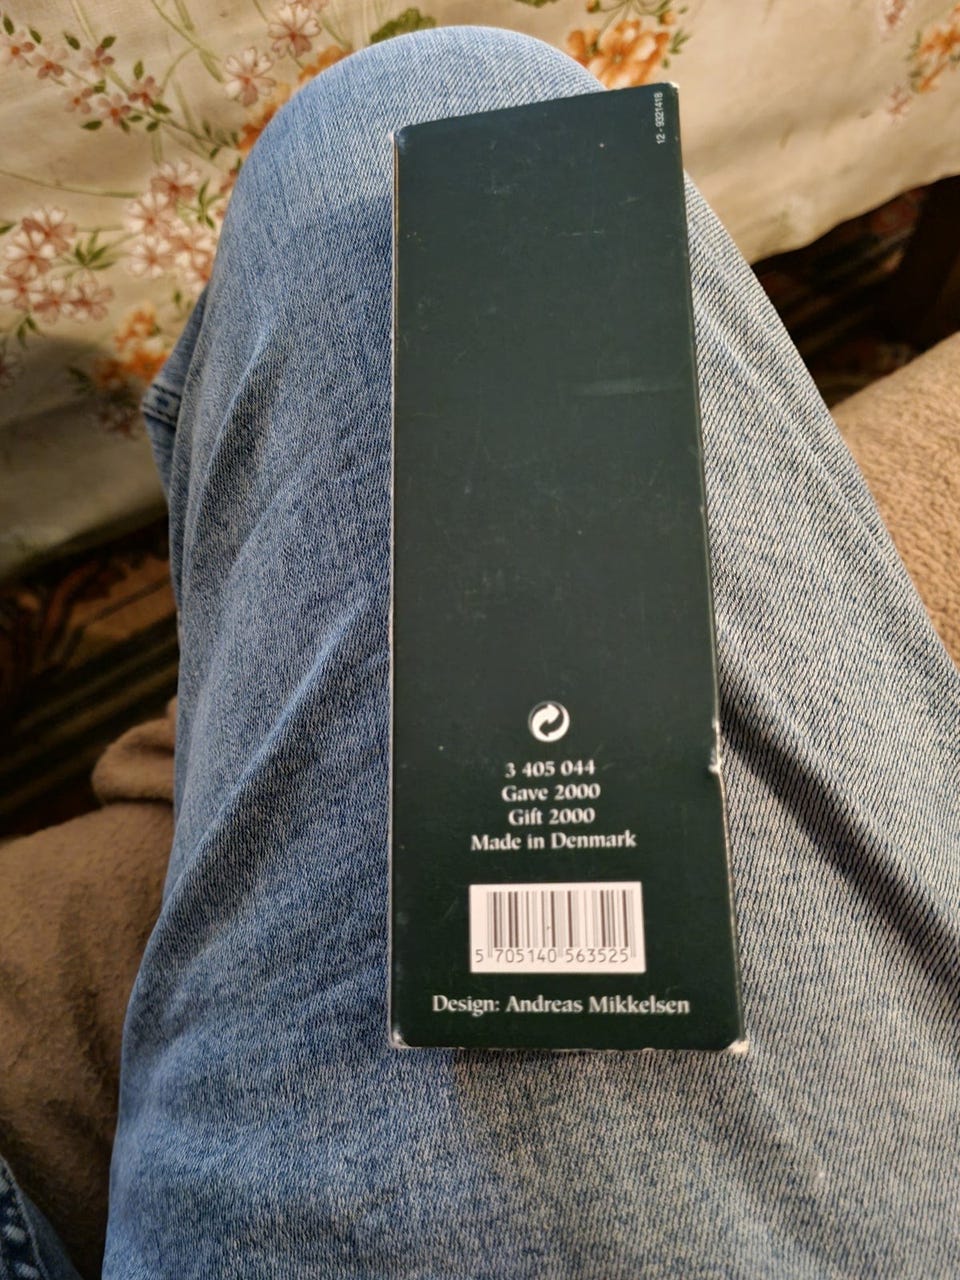 12 - 9321418
3 405 044
Gave 2000
Gift 2000
Made in Denmark
5 705140 563525
Design: Andreas Mikkelsen